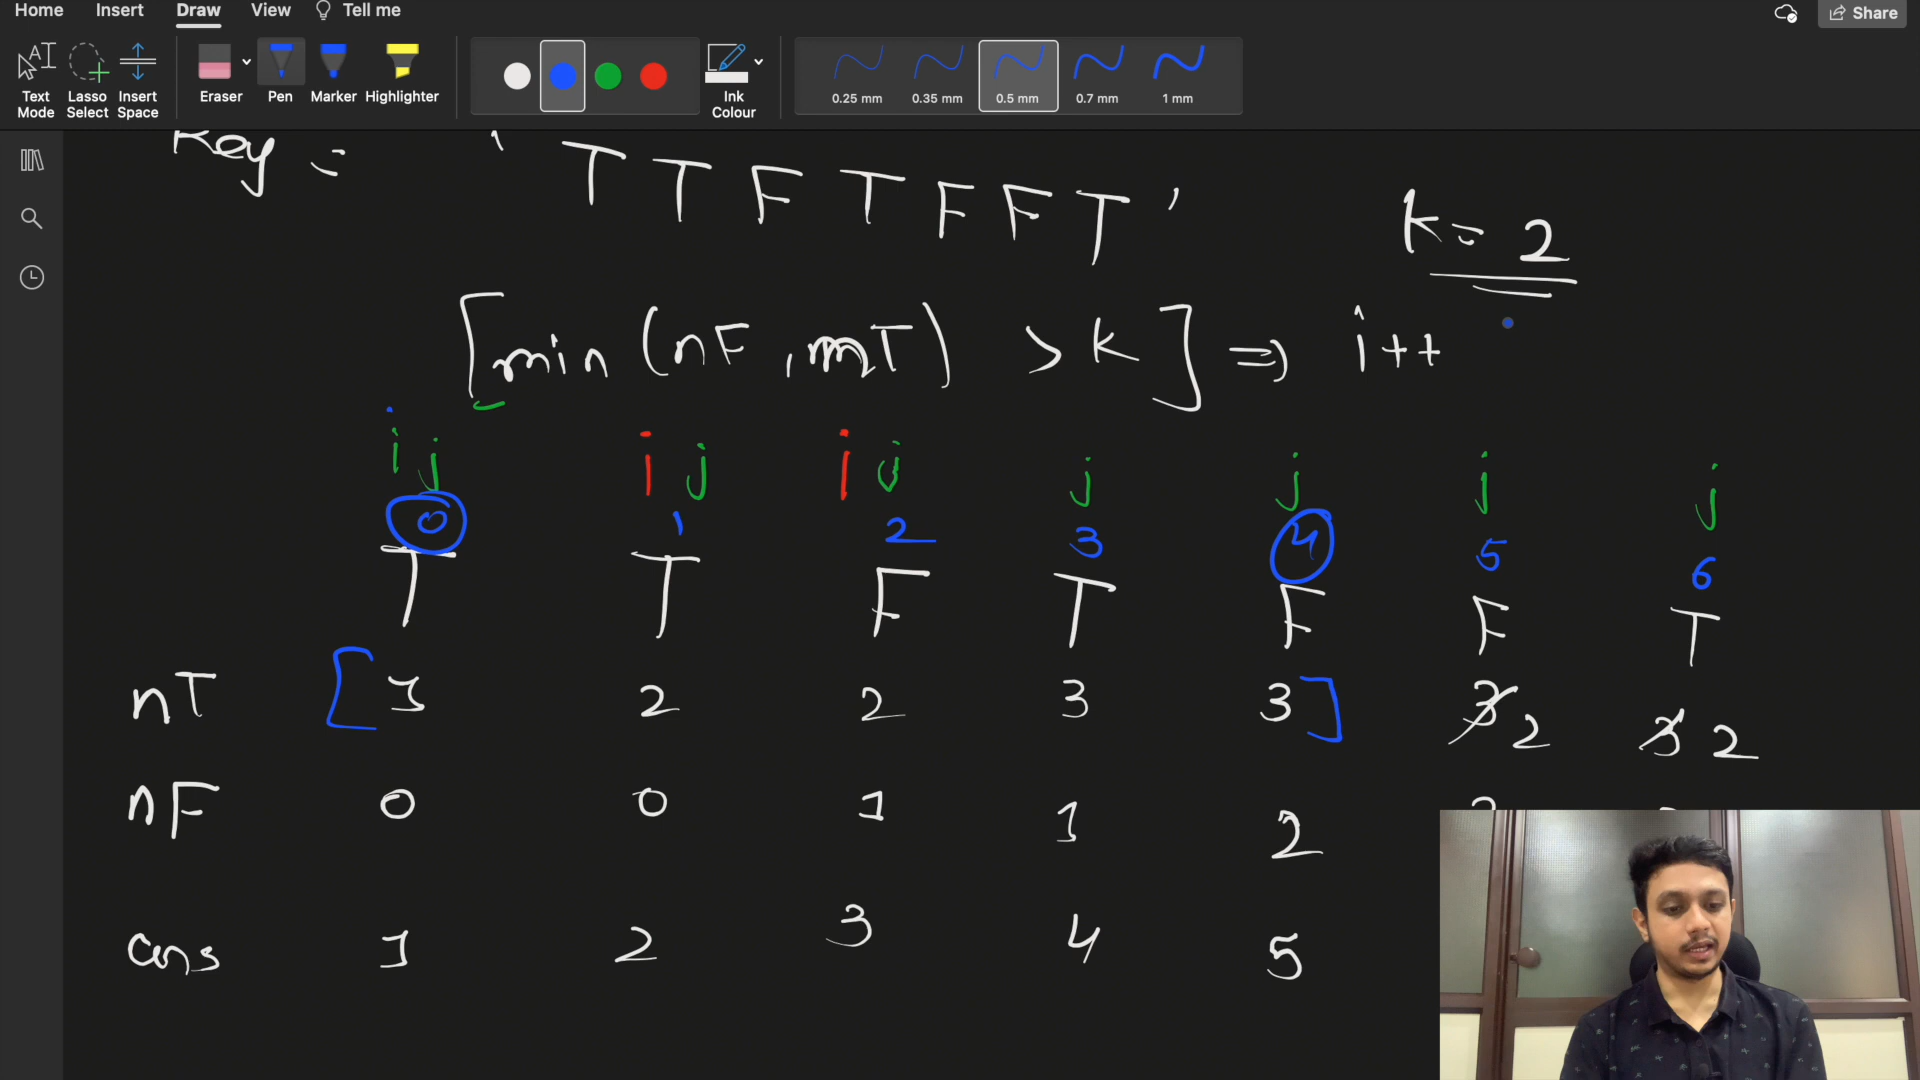 Home Insert Draw View Tell me Share
Text Mode Lasso Select Insert Space Eraser Pen Marker Highlighter Ink Colour 0.25 mm 0.35 mm 0.5 mm 0.7 mm 1 mm
Key = ' T T F T F F T '
k = 2
[min (nF, nT) > k] => i++
i j i j i j j j j j
0 1 2 3 4 5 6
T T F T F F T
nT [1 2 2 3 3] 3 2 3 2
nF 0 0 1 1 2
ans 1 2 3 4 5